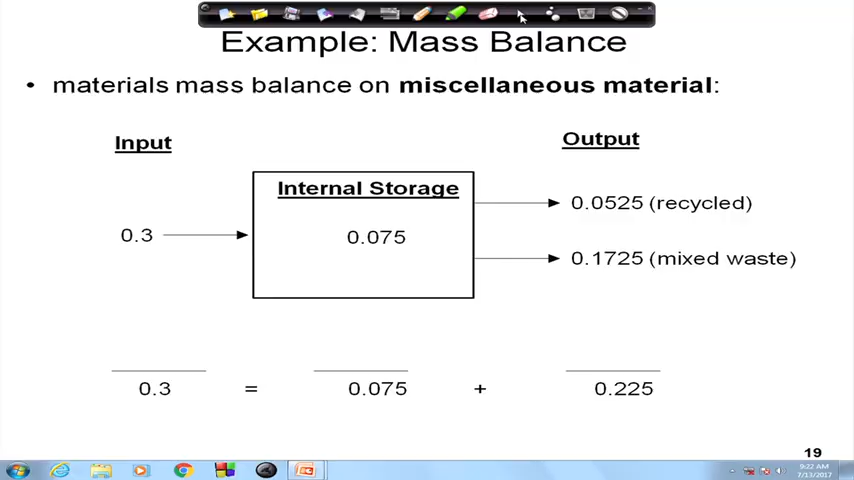 Example: Mass Balance
• materials mass balance on miscellaneous material:
Input
Output
Internal Storage
0.3
0.075
0.0525 (recycled)
0.1725 (mixed waste)
0.3 = 0.075 + 0.225
19
9:22 AM
7/13/2017